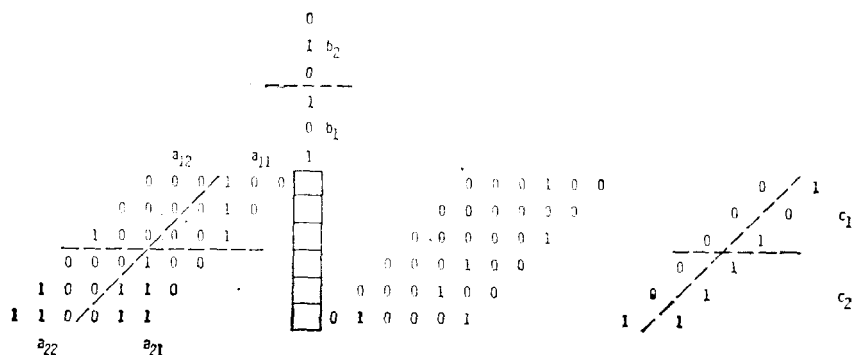 0
1 b2
0
1
0 b1
1
a12 a11
0 0 0 1 0 0 0 0 0 1 0 0 0 1
0 0 0 0 1 0 0 0 0 0 0 0 0 0 c1
1 0 0 0 0 1 0 0 0 0 0 1 0 1
0 0 0 1 0 0 0 0 0 1 0 0 0 1
1 0 0 1 1 0 0 0 0 1 0 0 0 1 c2
1 1 0 0 1 1 0 1 0 0 0 1 1 1
a22 a21